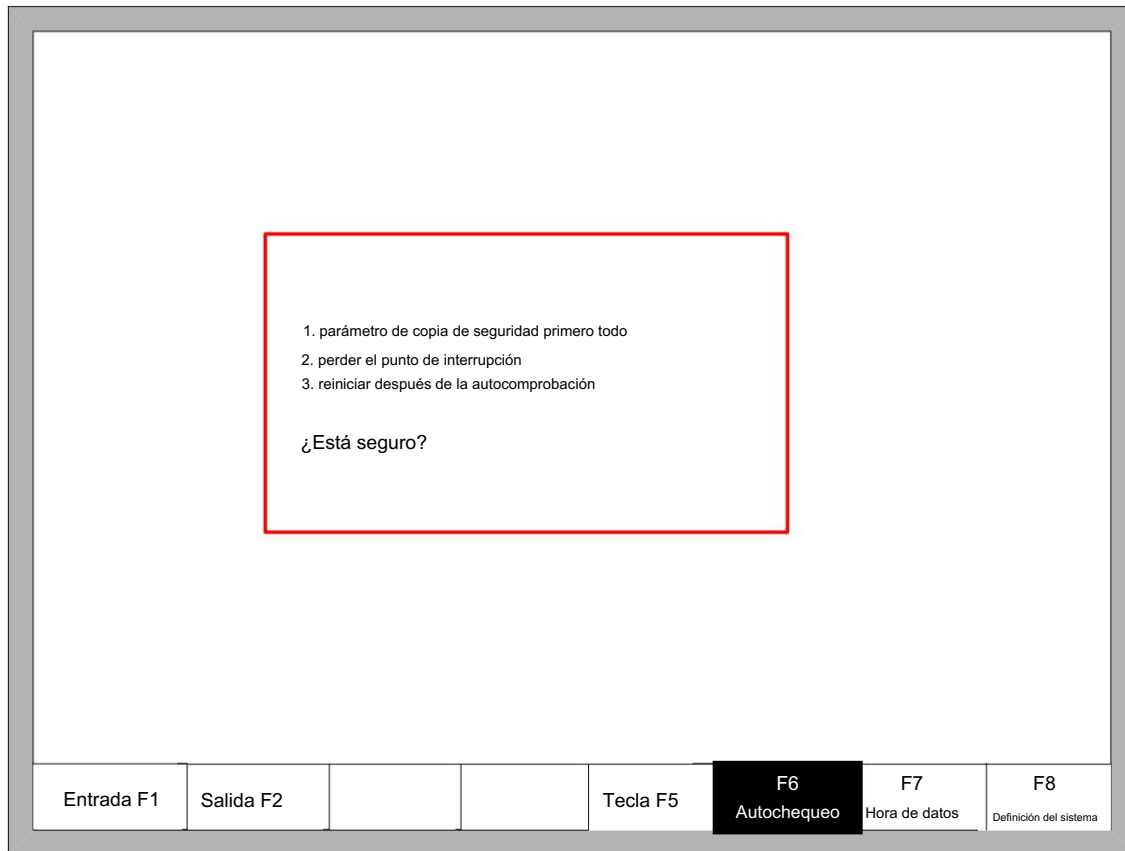 1. parámetro de copia de seguridad primero todo
2. perder el punto de interrupción
3. reiniciar después de la autocomprobación
¿Está seguro?
Entrada F1
Salida F2
Tecla F5
F6
Autochequeo
F7
Hora de datos
F8
Definición del sistema